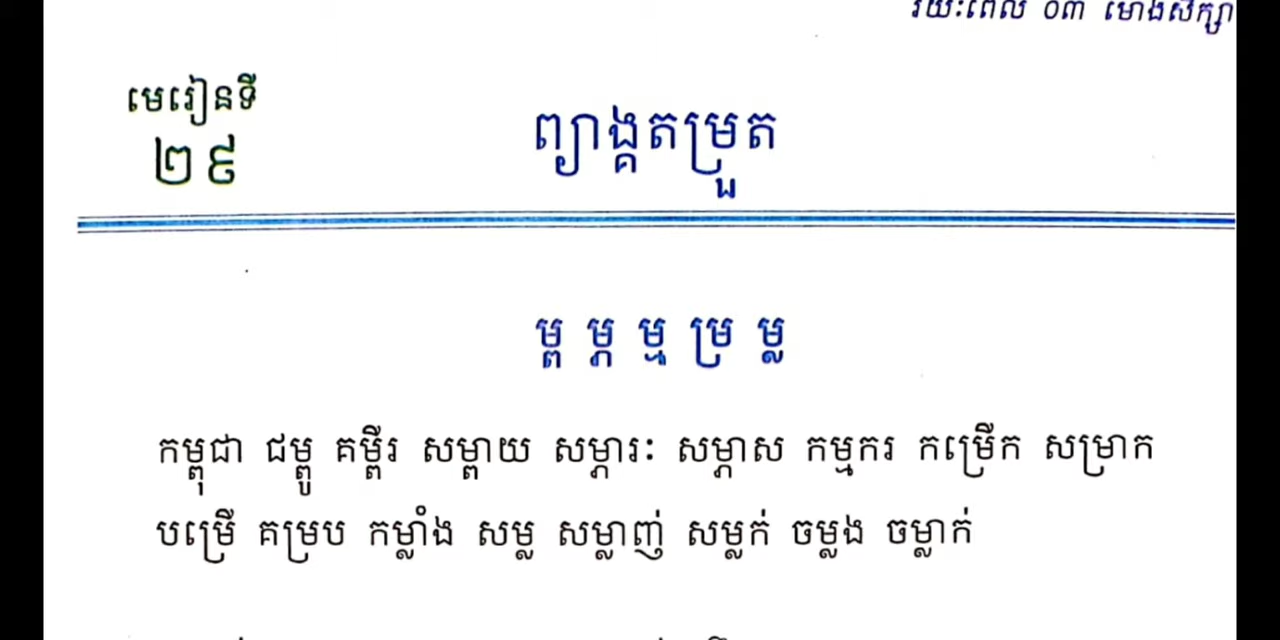 រយៈពេល ០៣ ម៉ោងសិក្សា
មេរៀនទី
២៩
ព្យាង្គតម្រួត
ម្ព ម្ភ ម្ម ម្រ ម្ល
កម្ពុជា ជម្ពូ គម្ពីរ សម្ពាយ សម្ភារៈ សម្ភាស កម្មករ កម្រើក សម្រាក
បម្រើ គម្រប កម្លាំង សម្ល សម្លាញ់ សម្លក់ ចម្លង ចម្លាក់